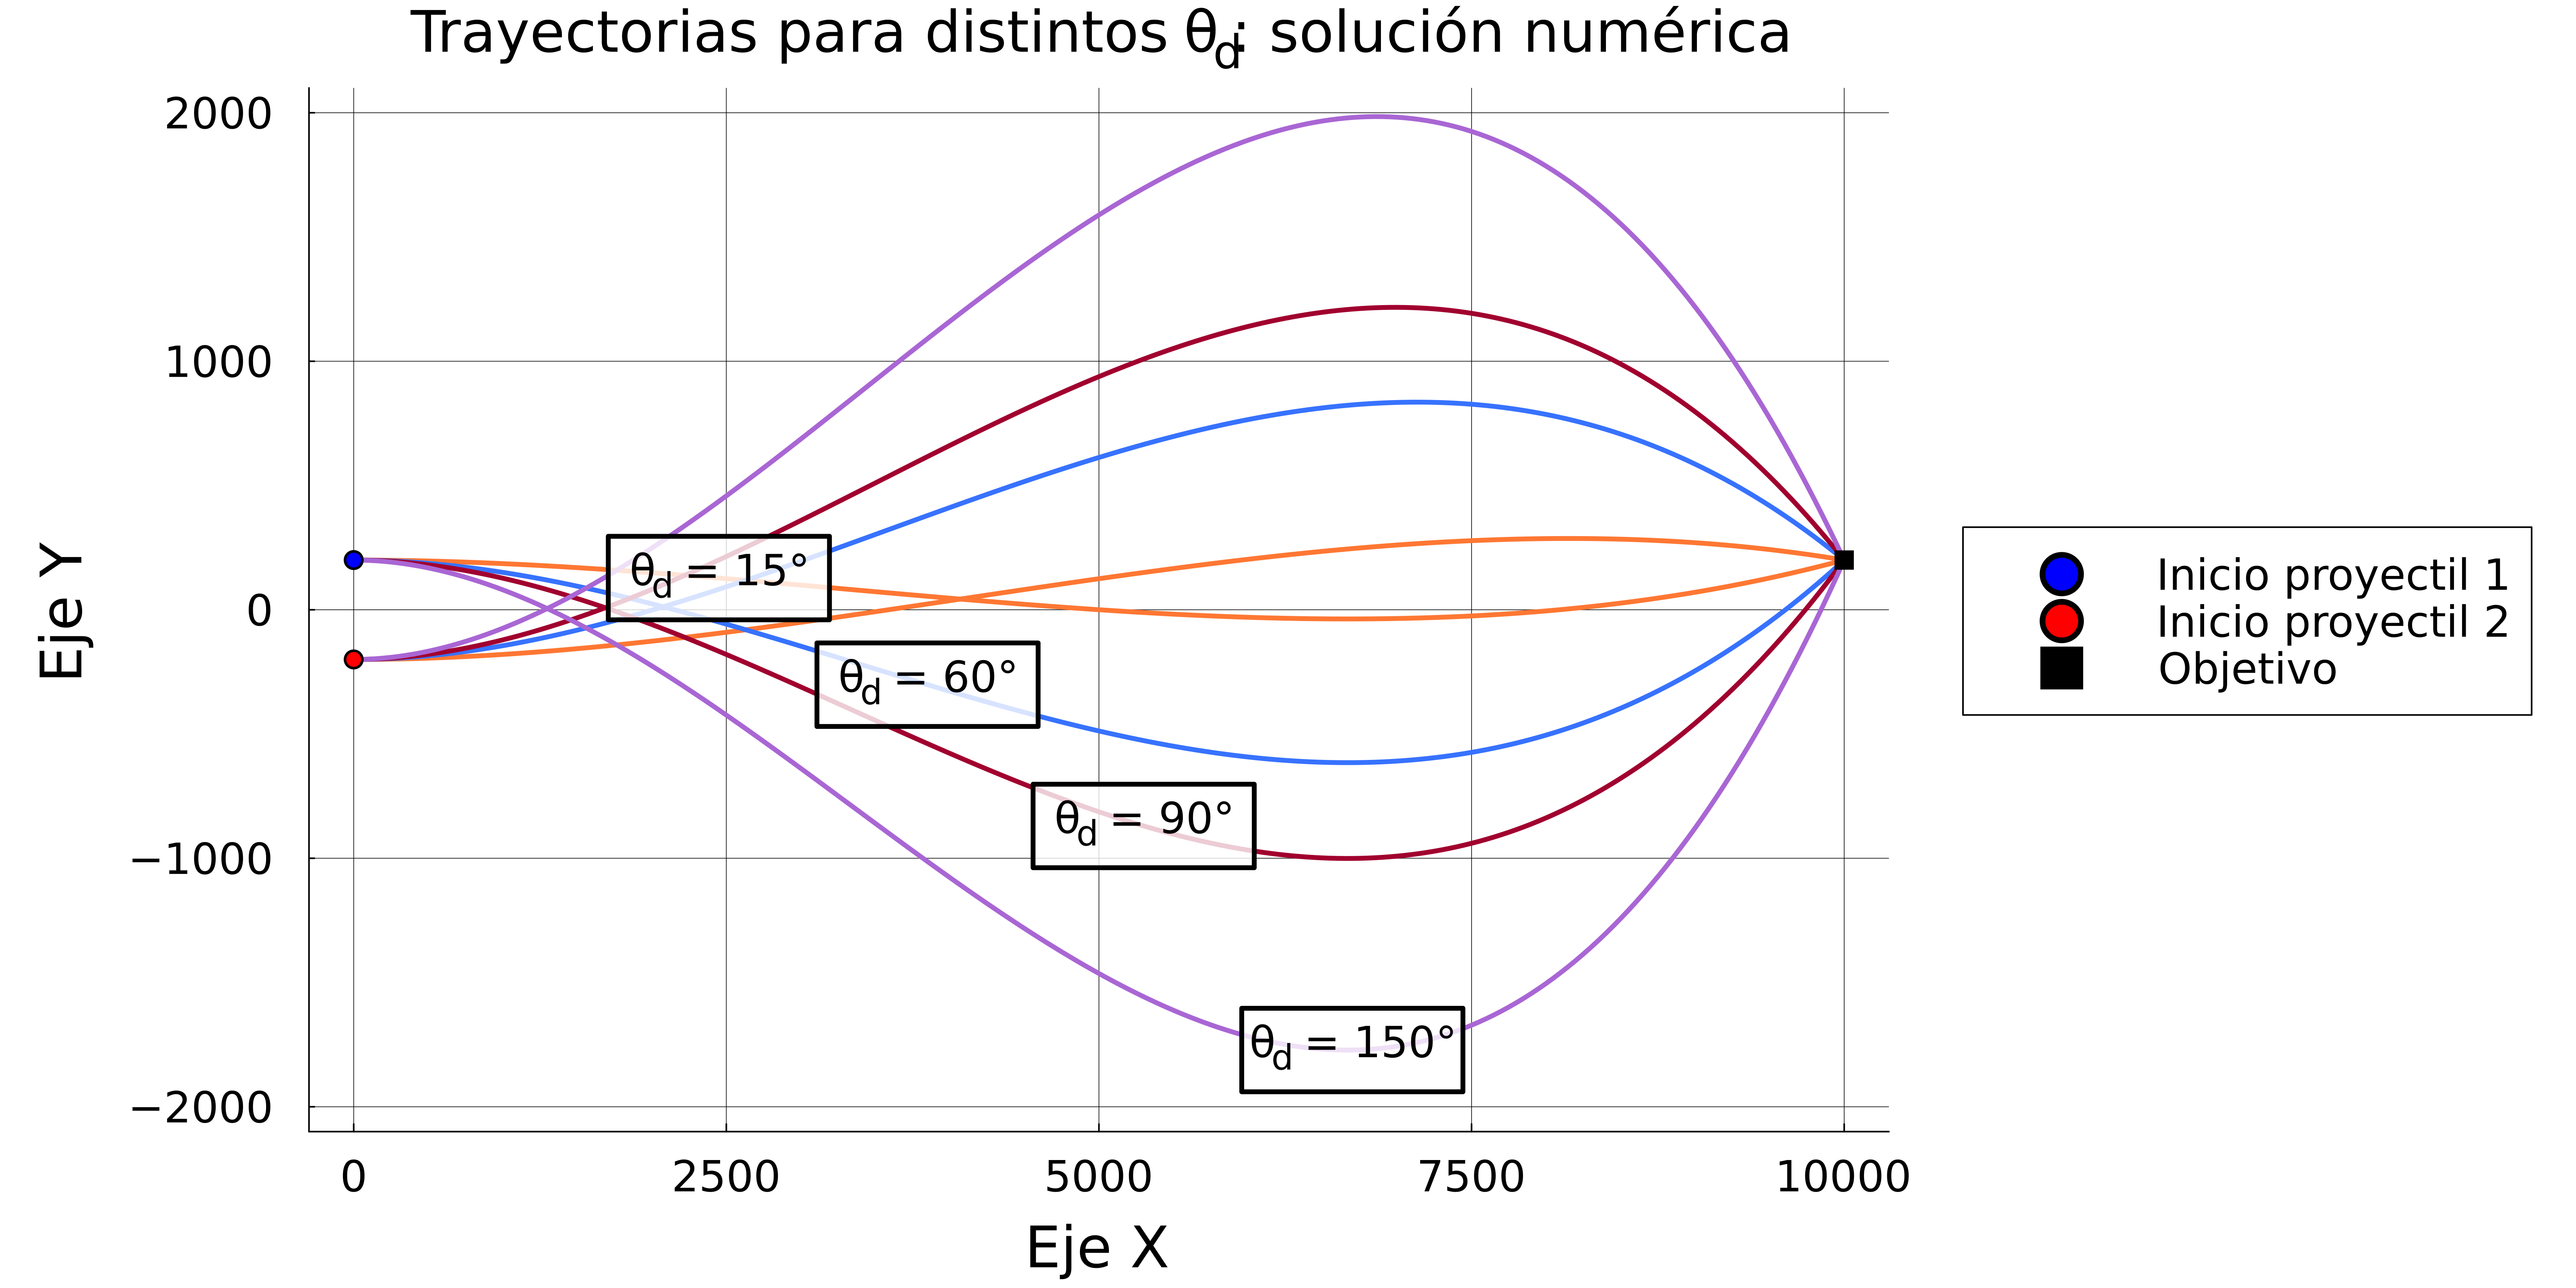 Trayectorias para distintos θd: solución numérica
Eje Y
2000
1000
0
−1000
−2000
θd = 15°
θd = 60°
θd = 90°
θd = 150°
0 2500 5000 7500 10000
Eje X
Inicio proyectil 1
Inicio proyectil 2
Objetivo